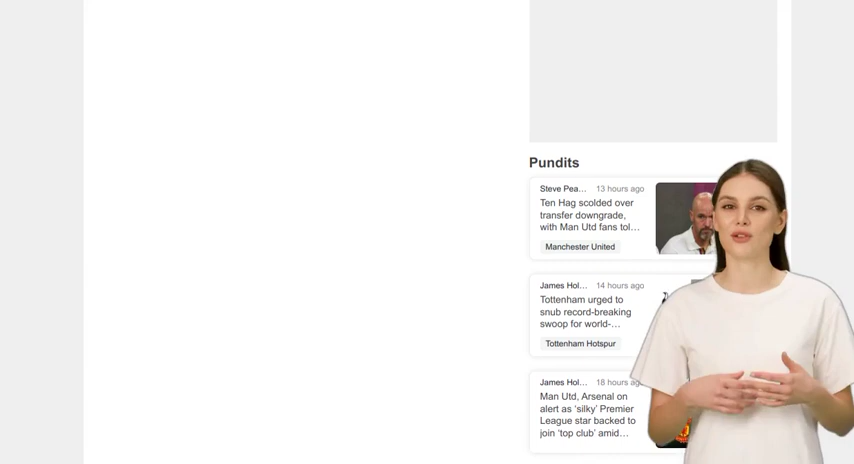 Pundits
Steve Pea... 13 hours ago
Ten Hag scolded over
transfer downgrade,
with Man Utd fans tol...
Manchester United
James Hol... 14 hours ago
Tottenham urged to
snub record-breaking
swoop for world-...
Tottenham Hotspur
James Hol... 18 hours ag
Man Utd, Arsenal on
alert as ‘silky’ Premier
League star backed to
join ‘top club’ amid...